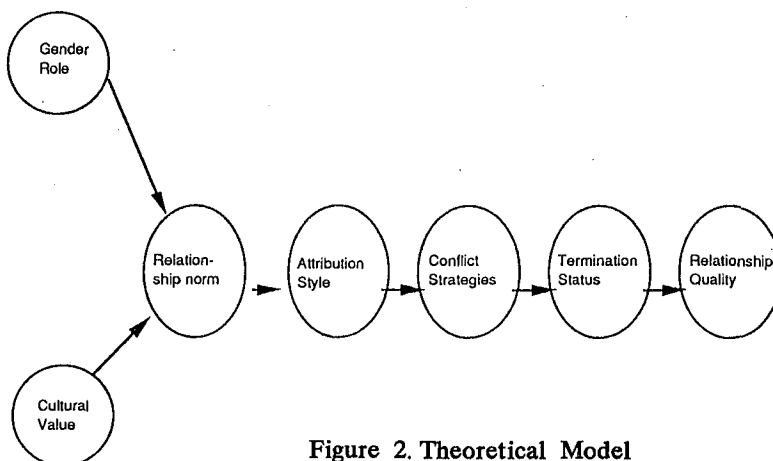 Gender
Role
Relation-
ship norm
Attribution
Style
Conflict
Strategies
Termination
Status
Relationship
Quality
Cultural
Value
Figure 2. Theoretical Model